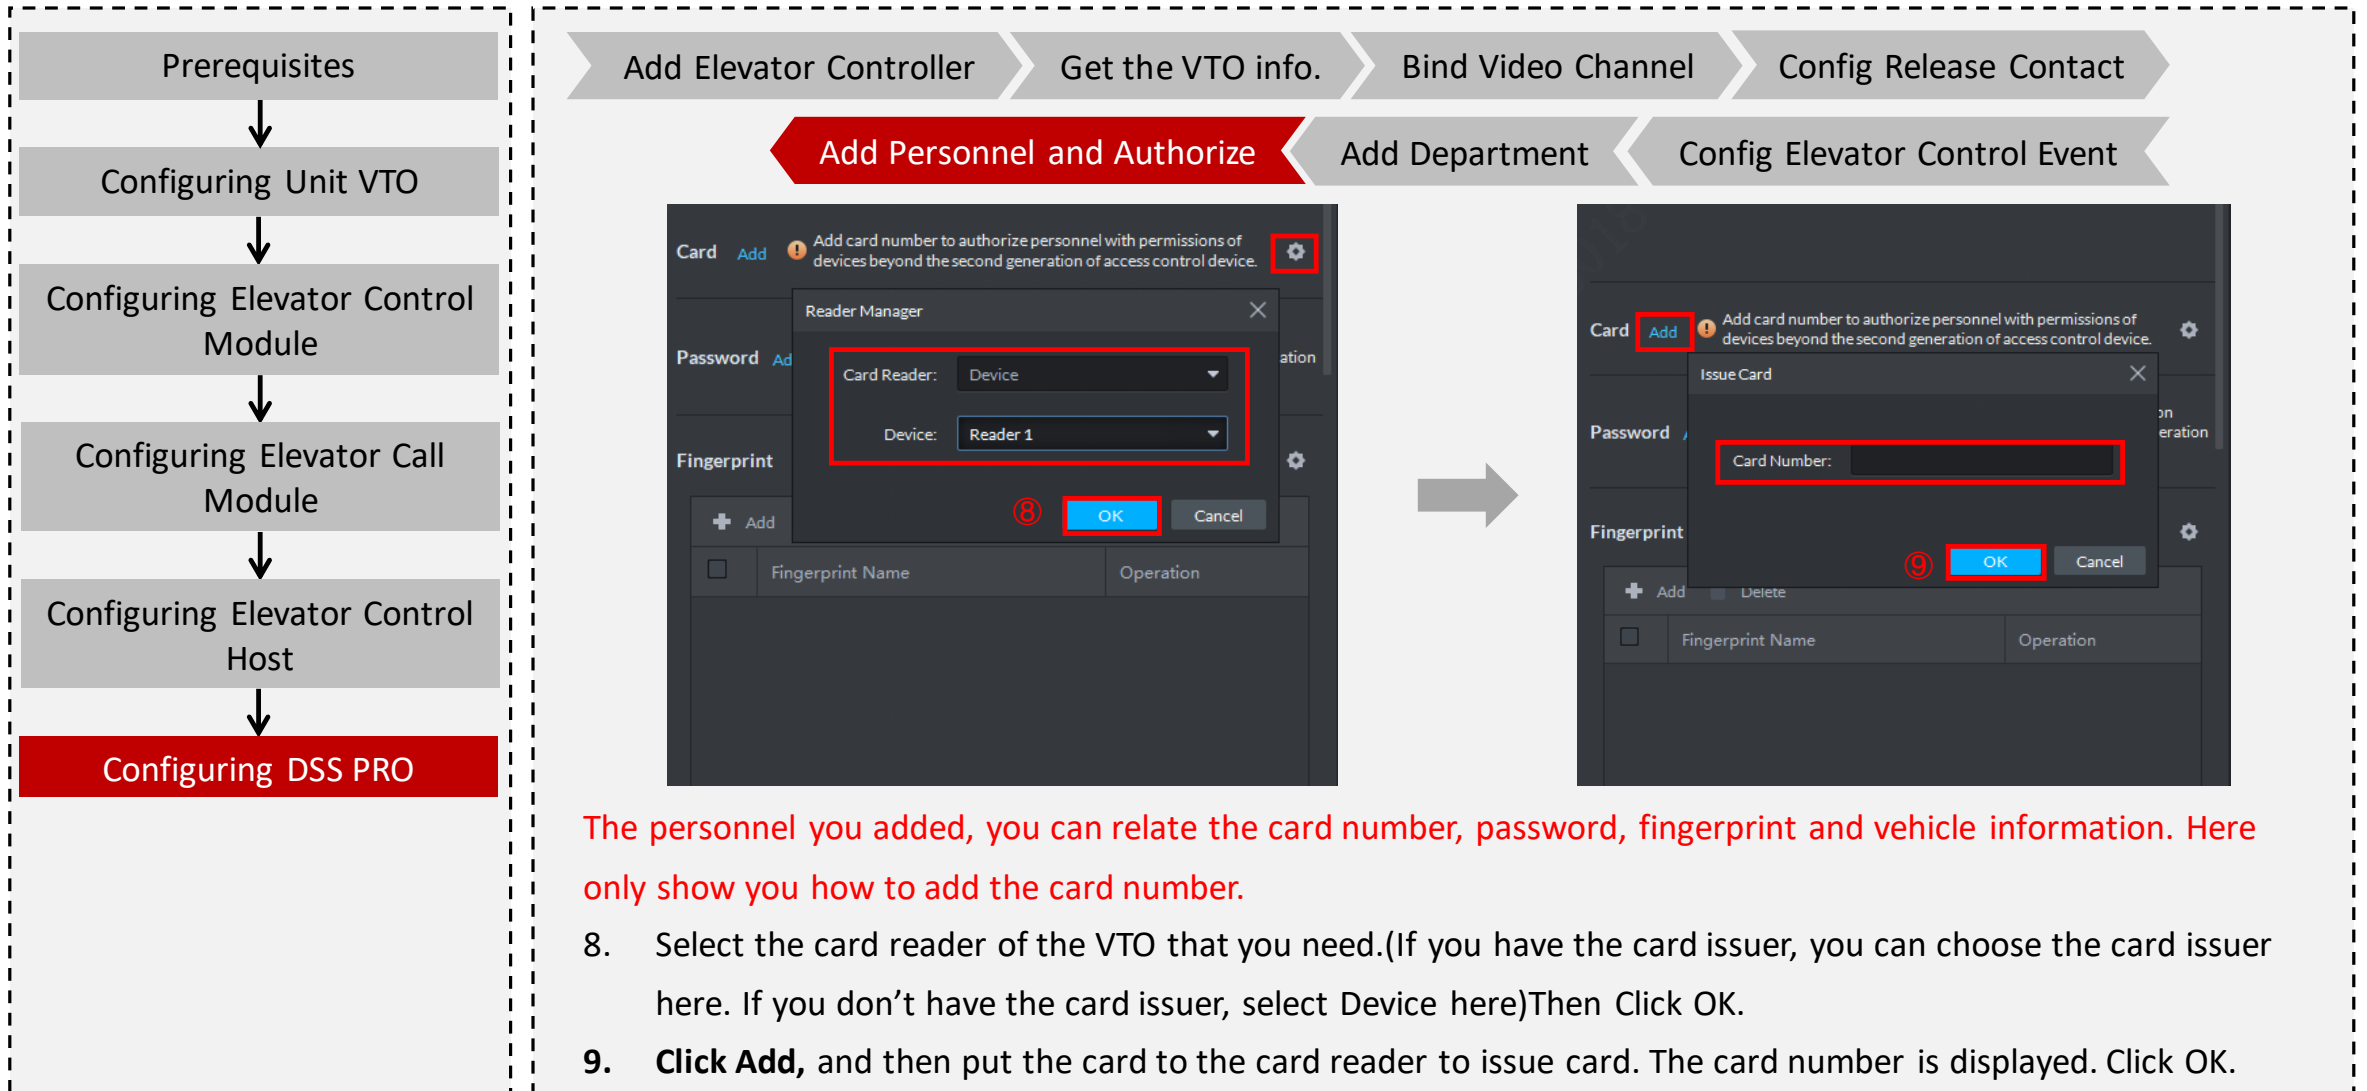 Prerequisites
Configuring Unit VTO
Configuring Elevator Control
Module
Configuring Elevator Call
Module
Configuring Elevator Control
Host
Configuring DSS PRO
Add Elevator Controller
Get the VTO info.
Bind Video Channel
Config Release Contact
Add Personnel and Authorize
Add Department
Config Elevator Control Event
Card Add Add card number to authorize personnel with permissions of
devices beyond the second generation of access control device.
Reader Manager
Password Ad
ation
Card Reader: Device
Device: Reader 1
Fingerprint
⑧ OK Cancel
Add
Fingerprint Name Operation
Card Add Add card number to authorize personnel with permissions of
devices beyond the second generation of access control device.
Issue Card
on
Password
eration
Card Number:
Fingerprint
⑨ OK Cancel
Add Delete
Fingerprint Name Operation
The personnel you added, you can relate the card number, password, fingerprint and vehicle information. Here
only show you how to add the card number.
8. Select the card reader of the VTO that you need.(If you have the card issuer, you can choose the card issuer
here. If you don’t have the card issuer, select Device here)Then Click OK.
9. Click Add, and then put the card to the card reader to issue card. The card number is displayed. Click OK.